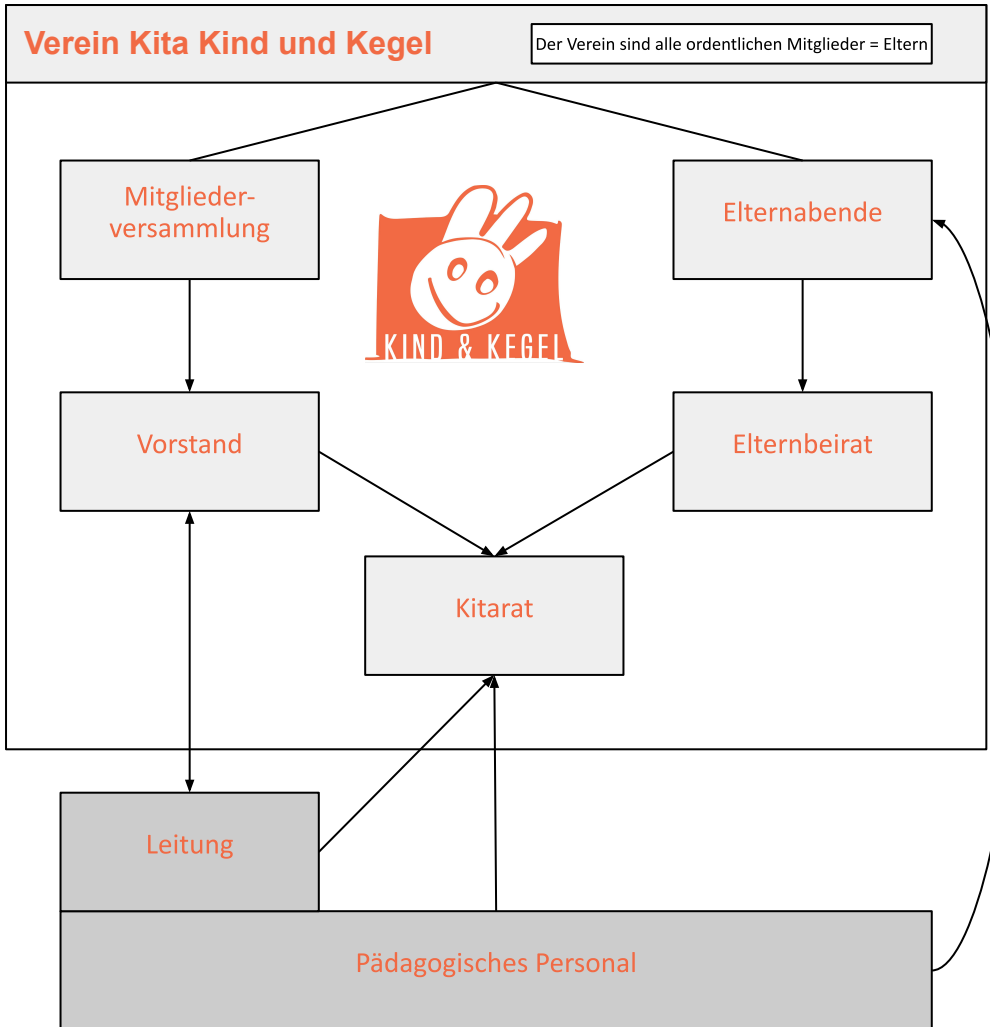 Verein Kita Kind und Kegel
Der Verein sind alle ordentlichen Mitglieder = Eltern
Mitglieder-
versammlung
Elternabende
KIND & KEGEL
Vorstand
Elternbeirat
Kitarat
Leitung
Pädagogisches Personal